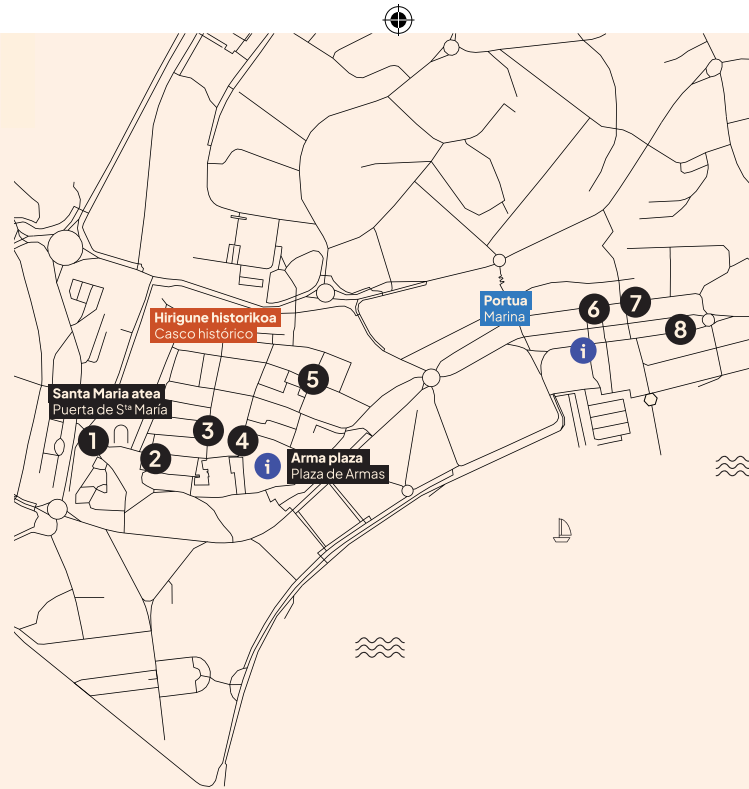 Portua
Marina
6
7
8
i
Hirigune historikoa
Casco histórico
5
Santa Maria atea
Puerta de Sᵗᵃ María
1
2
3
4
i
Arma plaza
Plaza de Armas